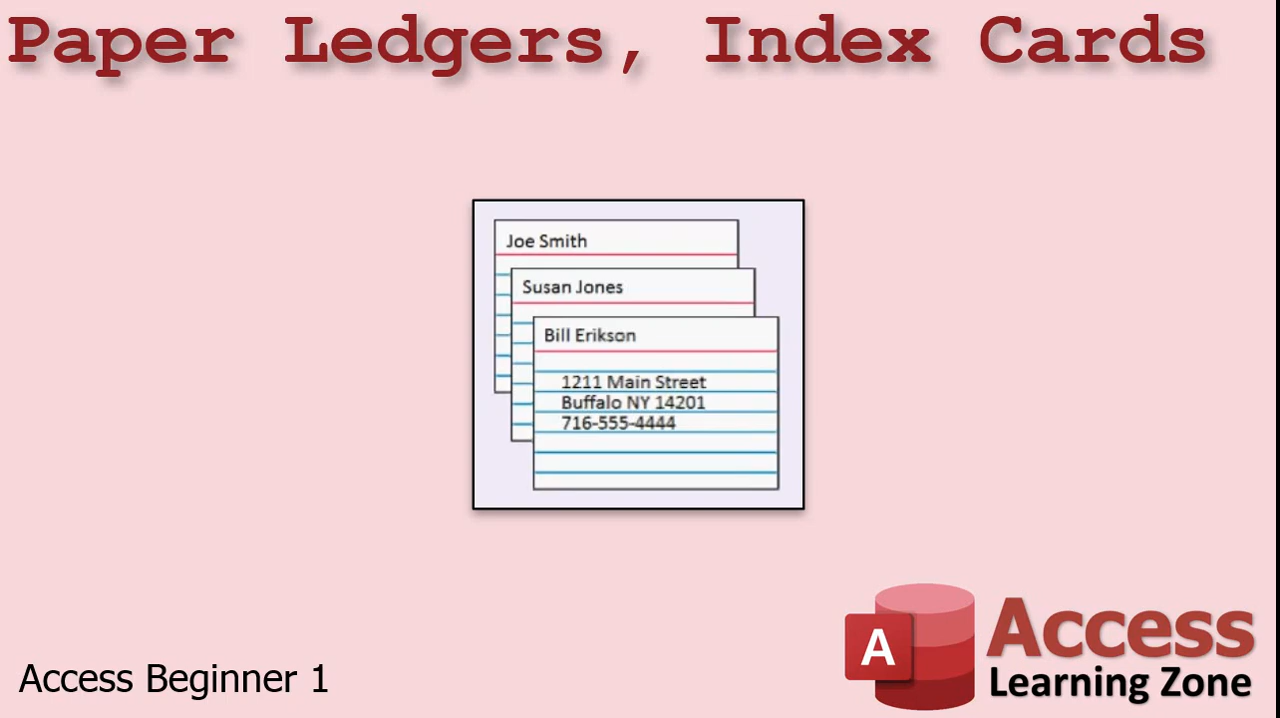 Paper Ledgers, Index Cards
Joe Smith
Susan Jones
Bill Erikson
1211 Main Street
Buffalo NY 14201
716-555-4444
Access Beginner 1
A
Access
Learning Zone